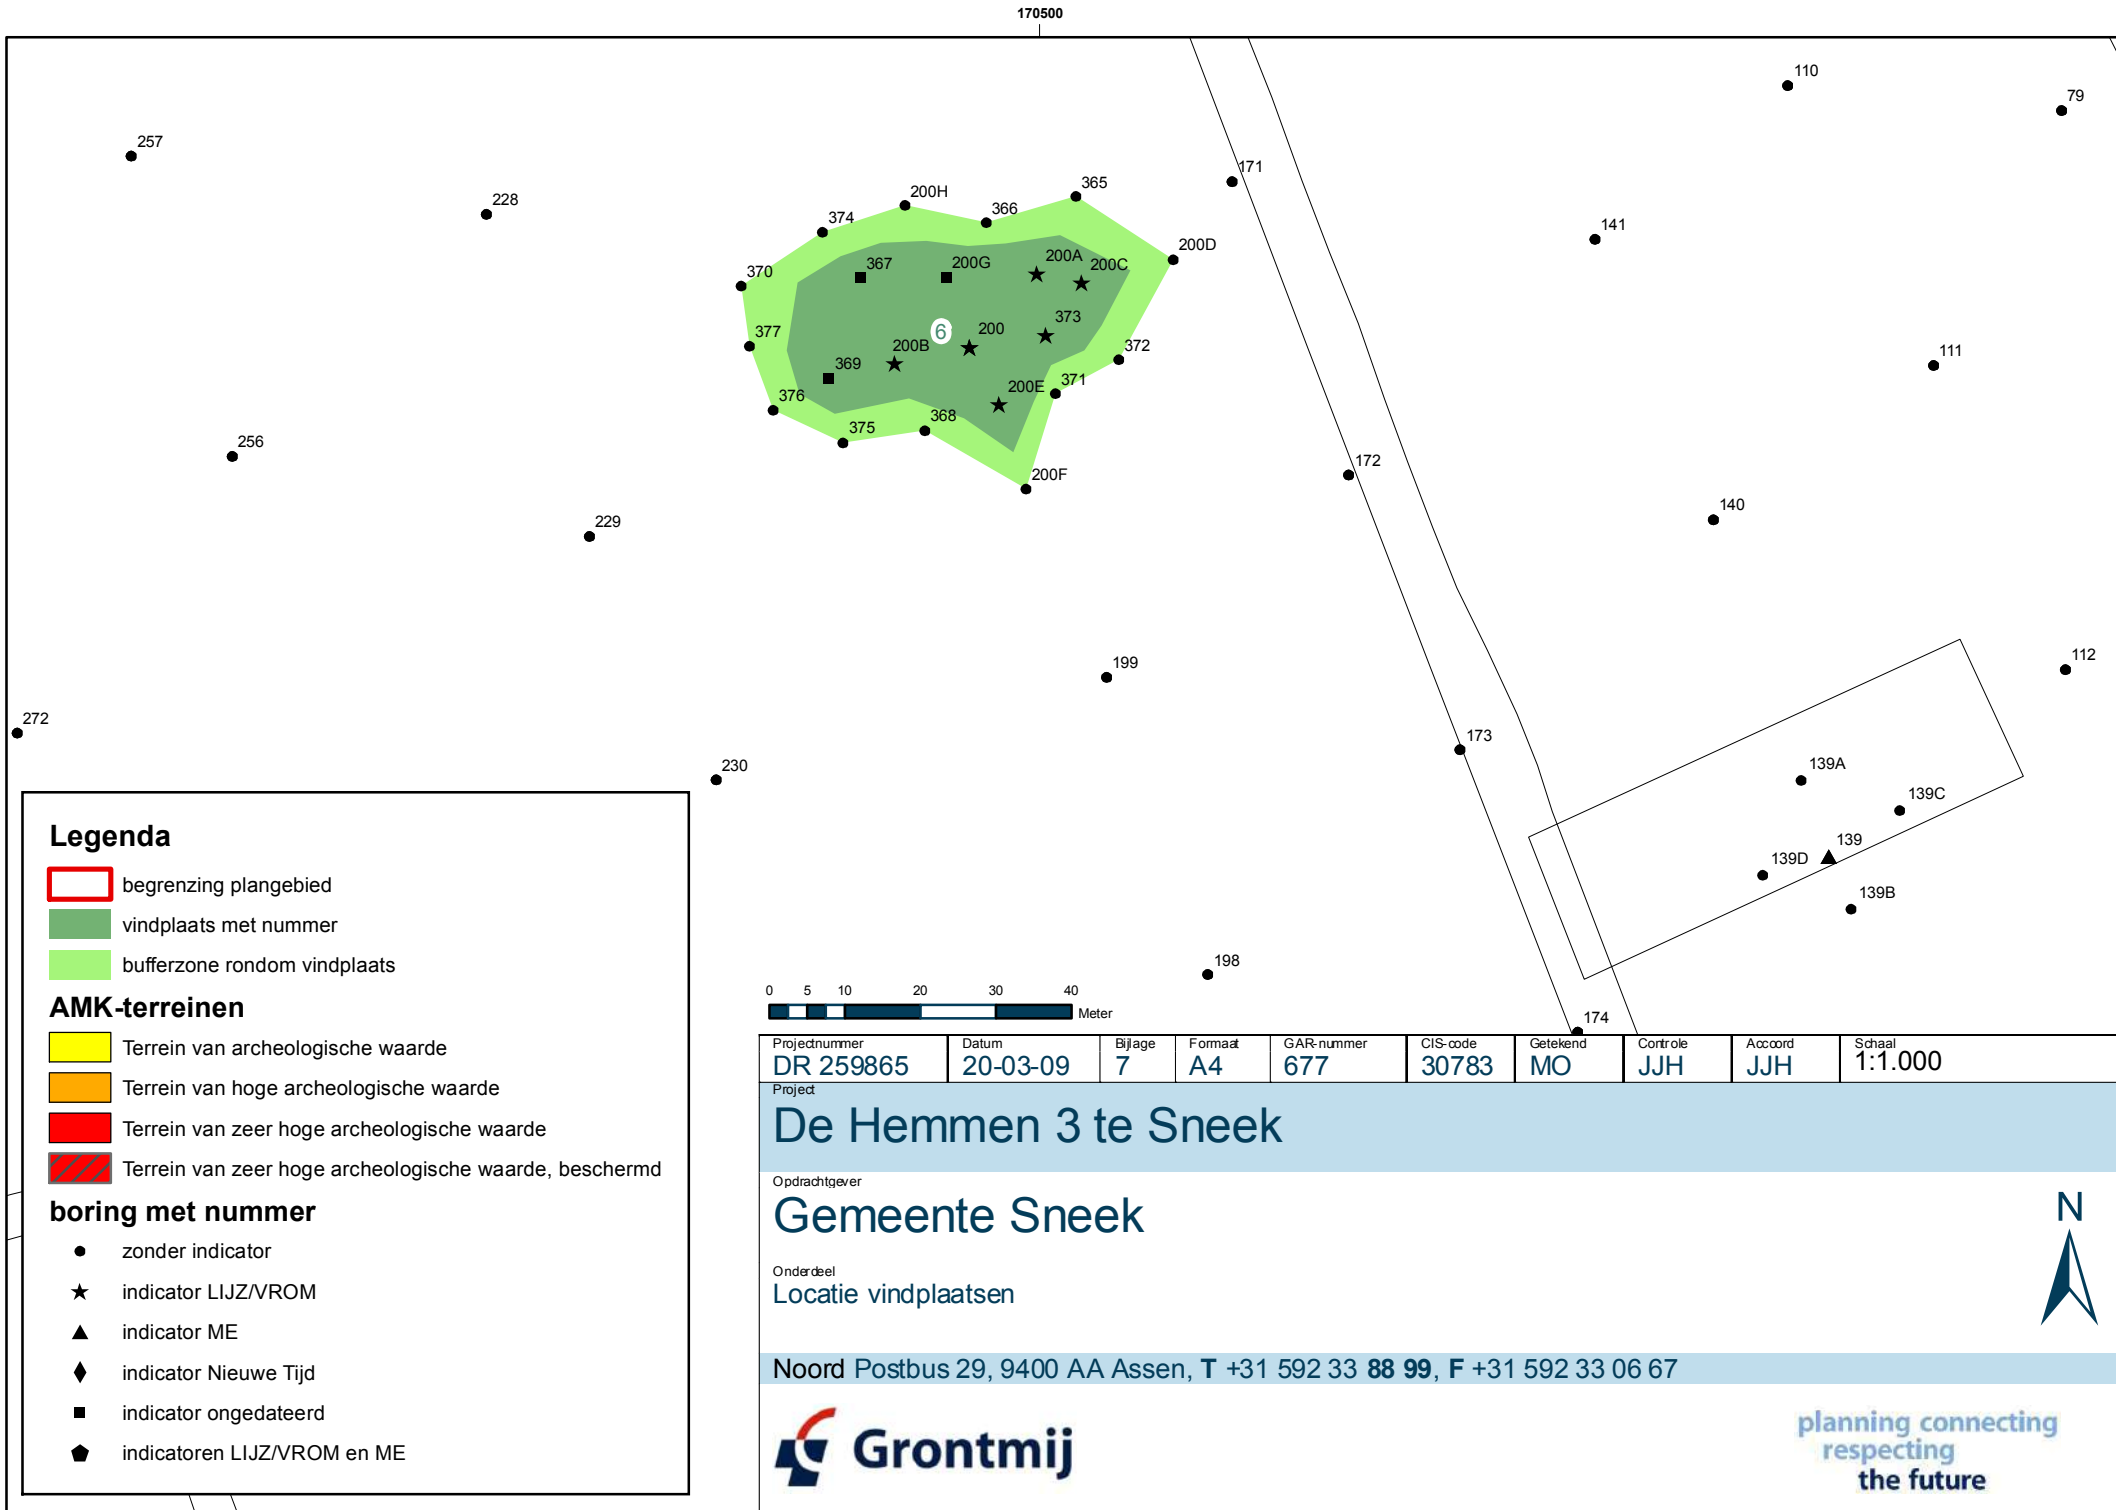 170500
110
79
257
171
365
200H
228
366
374
141
200D
200A
367
200G
200C
370
373
6
200
377
200B
372
111
369
371
200E
376
368
375
256
172
200F
140
229
199
112
272
173
230
139A
139C
139
139D
139B
198
174
Legenda
begrenzing plangebied
vindplaats met nummer
bufferzone rondom vindplaats
AMK-terreinen
Terrein van archeologische waarde
Terrein van hoge archeologische waarde
Terrein van zeer hoge archeologische waarde
Terrein van zeer hoge archeologische waarde, beschermd
boring met nummer
zonder indicator
indicator LIJZ/VROM
indicator ME
indicator Nieuwe Tijd
indicator ongedateerd
indicatoren LIJZ/VROM en ME
0 5 10 20 30 40
Meter
Projectnummer Datum Bijlage Formaat GAR-nummer CIS-code Getekend Controle Accoord Schaal
DR 259865 20-03-09 7 A4 677 30783 MO JJH JJH 1:1.000
Project
De Hemmen 3 te Sneek
Opdrachtgever
Gemeente Sneek
N
Onderdeel
Locatie vindplaatsen
Noord Postbus 29, 9400 AA Assen, T +31 592 33 88 99, F +31 592 33 06 67
Grontmij
planning connecting
respecting
the future